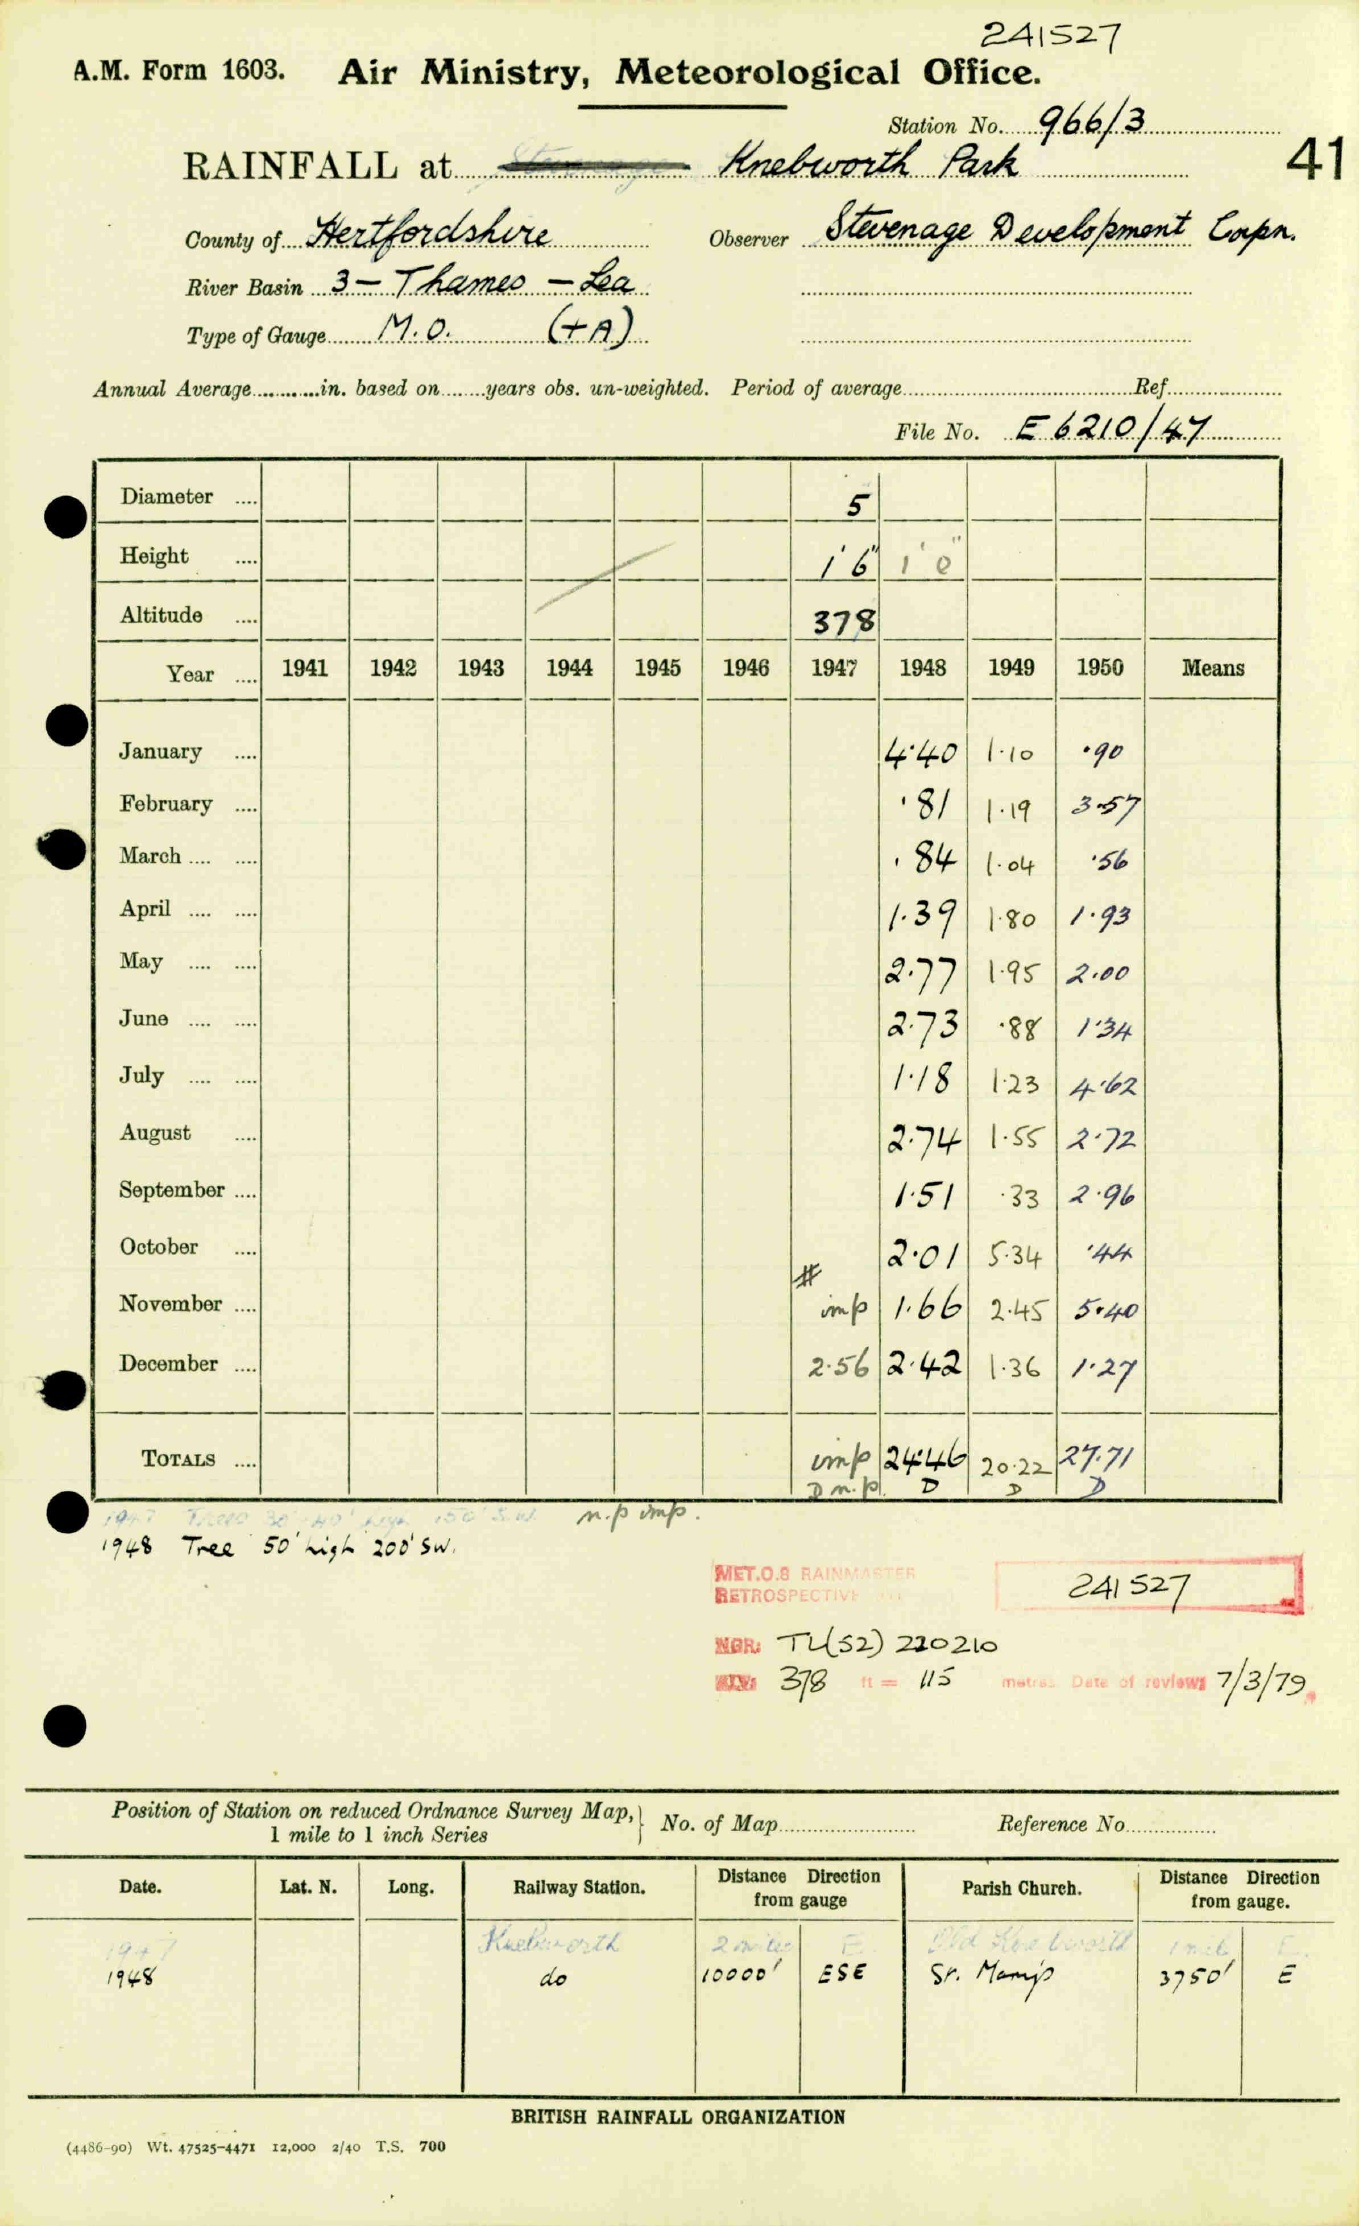 241527
A.M. Form 1603. Air Ministry, Meteorological Office.
Station No. 966/3
41
RAINFALL at Stevenage Knebworth Park
County of Hertfordshire Observer Stevenage Development Corpn.
River Basin 3 - Thames - Lea
Type of Gauge M.O. (+A)
Annual Average in. based on years obs. un-weighted. Period of average Ref
File No. E 6210/47
Diameter .... 5
Height .... 1' 6" 1' 0"
Altitude .... 378
Year .... 1941 1942 1943 1944 1945 1946 1947 1948 1949 1950 Means
January .... 4.40 1.10 .90
February .... .81 1.19 3.57
March .... .... .84 1.04 .56
April .... .... 1.39 1.80 1.93
May .... .... 2.77 1.95 2.00
June .... .... 2.73 .88 1.34
July .... .... 1.18 1.23 4.62
August .... 2.74 1.55 2.72
September .... 1.51 .33 2.96
October .... 2.01 5.34 .44
#
November .... imp 1.66 2.45 5.40
December .... 2.56 2.42 1.36 1.27
TOTALS .... imp 24.46 20.22 27.71
D n.p. D D D
1947 Trees 30'-40' high 150' S.W. n.p imp.
1948 Tree 50' high 200' SW.
MET.O.8 RAINMASTER
RETROSPECTIVE
241527
NGR: TL(52) 220210
378 ft = 115 metres Date of review: 7/3/79
Position of Station on reduced Ordnance Survey Map,
1 mile to 1 inch Series
No. of Map Reference No.
Date. Lat. N. Long. Railway Station. Distance Direction from gauge Parish Church. Distance Direction from gauge.
1947 Knebworth 2 miles E. Old Knebworth 1 mile E.
1948 do 10000' ESE St. Mary's 3750' E
BRITISH RAINFALL ORGANIZATION
(4486-90) Wt. 47525-4471 12,000 2/40 T.S. 700